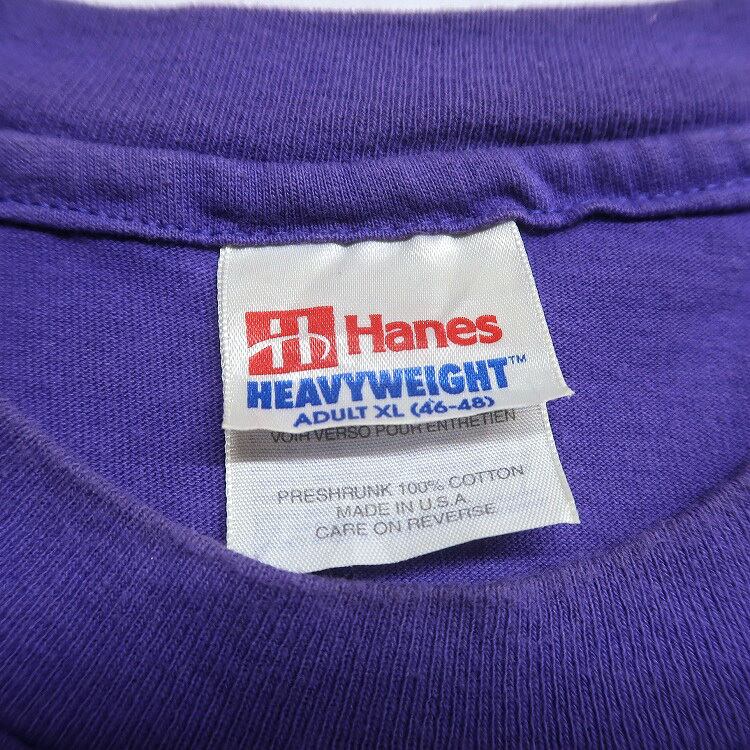 Hanes
HEAVYWEIGHT™
ADULT XL (46-48)
VOIR VERSO POUR ENTRETIEN
PRESHRUNK 100% COTTON
MADE IN U.S.A
CARE ON REVERSE